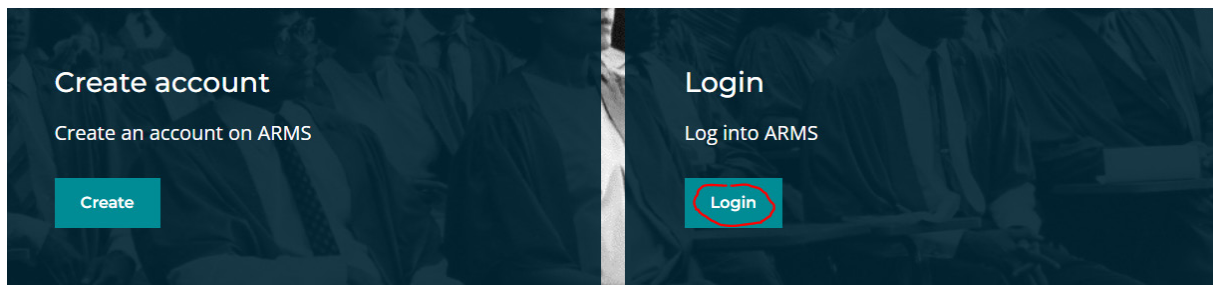 Create account
Create an account on ARMS
Create
Login
Log into ARMS
Login